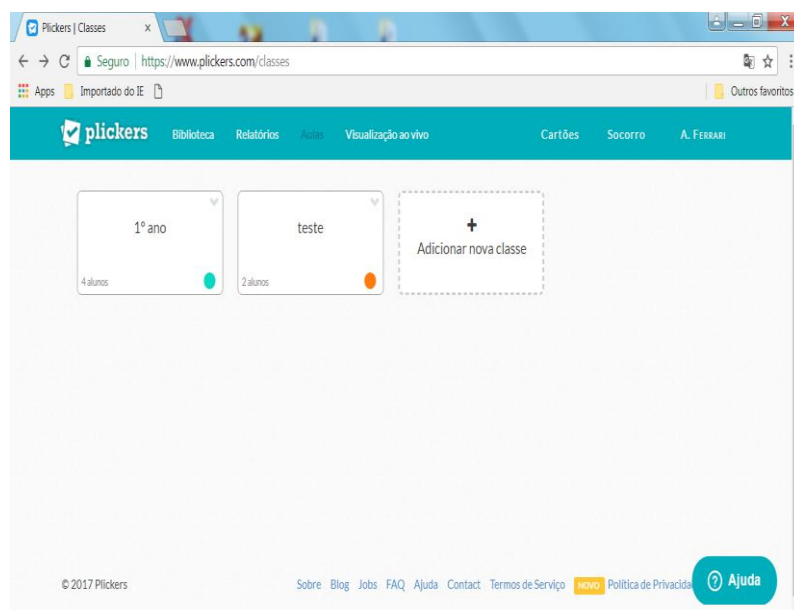 Plickers | Classes
Seguro | https://www.plickers.com/classes
Apps Importado do IE Outros favoritos
plickers Biblioteca Relatórios Aulas Visualização ao vivo Cartões Socorro A. FERRARI
1º ano
4 alunos
teste
2 alunos
+
Adicionar nova classe
© 2017 Plickers
Sobre Blog Jobs FAQ Ajuda Contact Termos de Serviço NOVO Política de Privacida
Ajuda